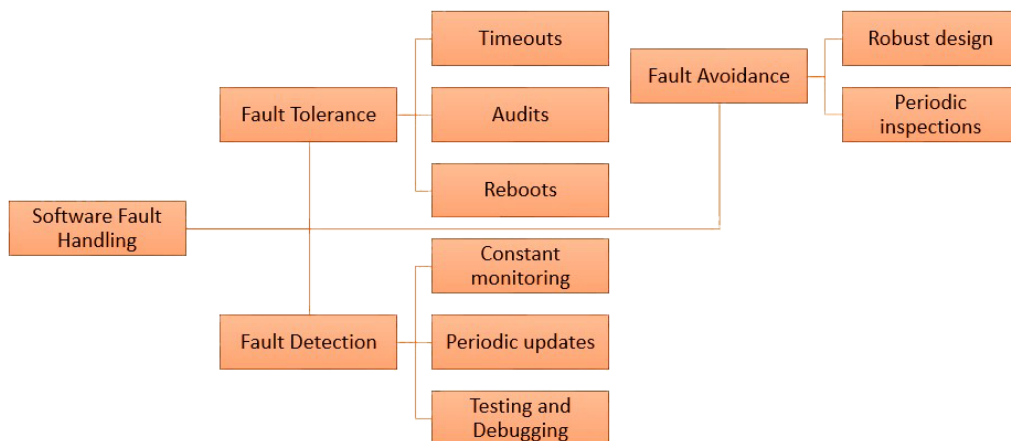 Software Fault
Handling
Fault Tolerance
Timeouts
Audits
Reboots
Fault Detection
Constant
monitoring
Periodic updates
Testing and
Debugging
Fault Avoidance
Robust design
Periodic
inspections